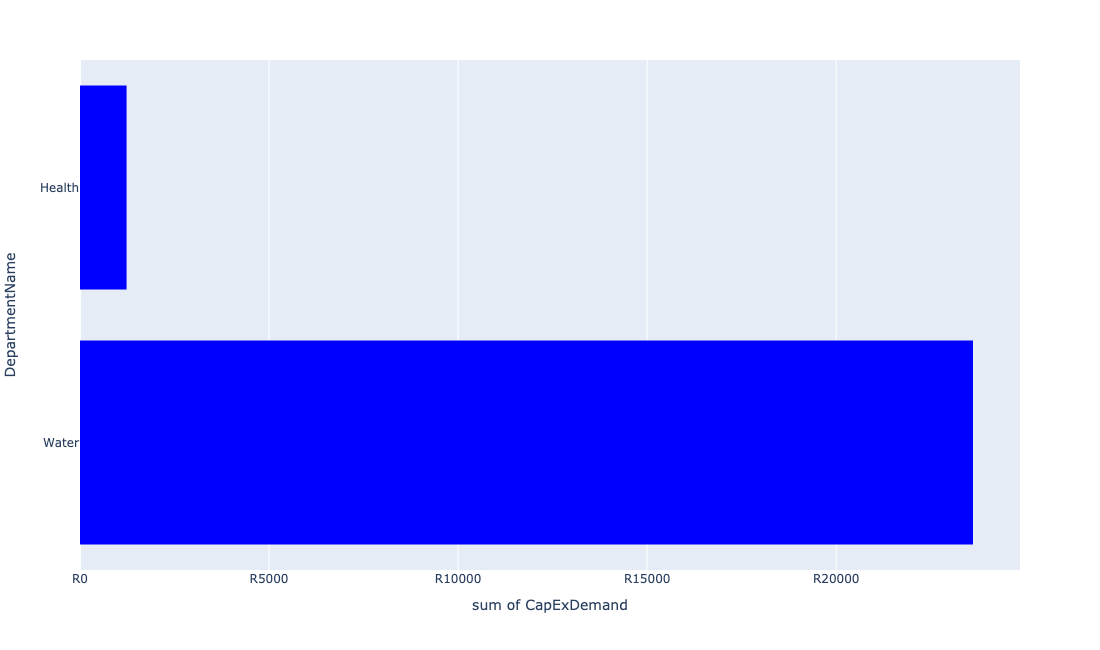 Health
Water
DepartmentName
R0
R5000
R10000
R15000
R20000
sum of CapExDemand